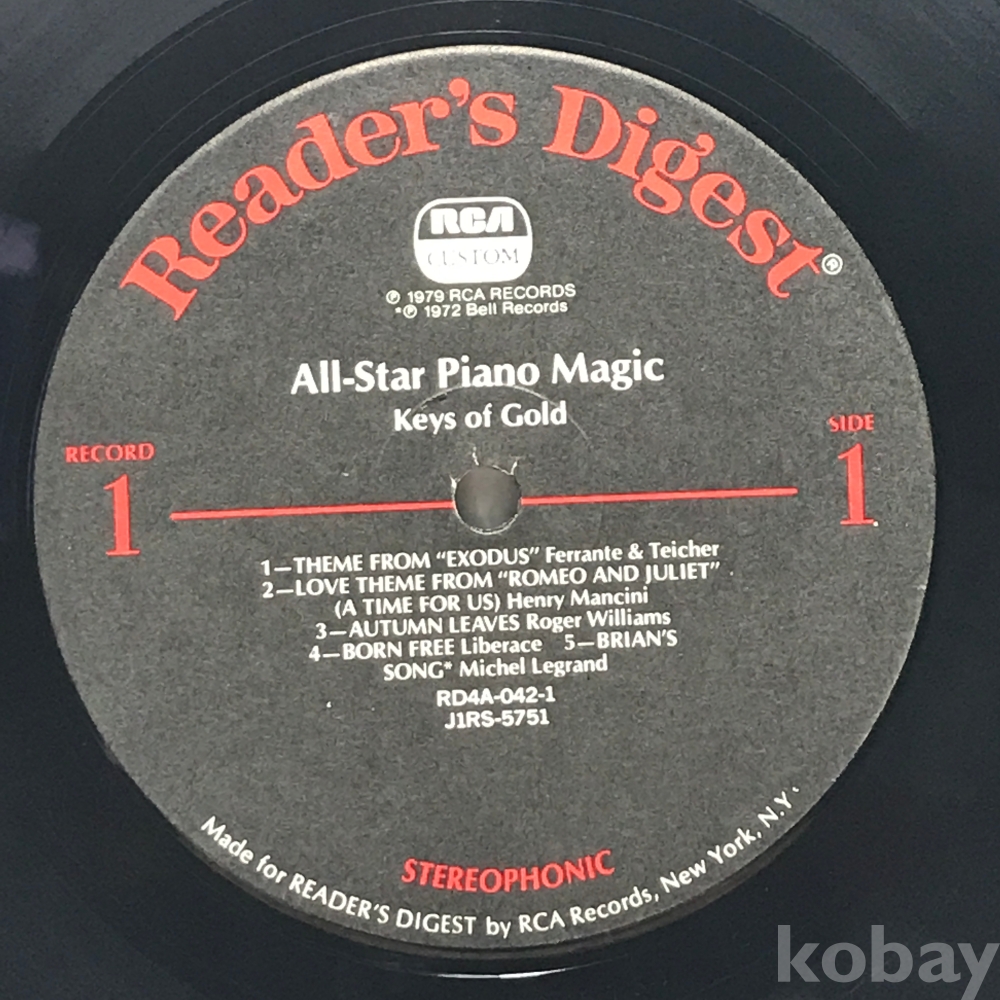 Reader's Digest®
RCA
CUSTOM
℗ 1979 RCA RECORDS
*℗ 1972 Bell Records
All-Star Piano Magic
Keys of Gold
RECORD
1
SIDE
1
1—THEME FROM “EXODUS” Ferrante & Teicher
2—LOVE THEME FROM “ROMEO AND JULIET”
(A TIME FOR US) Henry Mancini
3—AUTUMN LEAVES Roger Williams
4—BORN FREE Liberace 5—BRIAN'S
SONG* Michel Legrand
RD4A-042-1
J1RS-5751
STEREOPHONIC
Made for READER'S DIGEST by RCA Records, New York, N.Y.
kobay